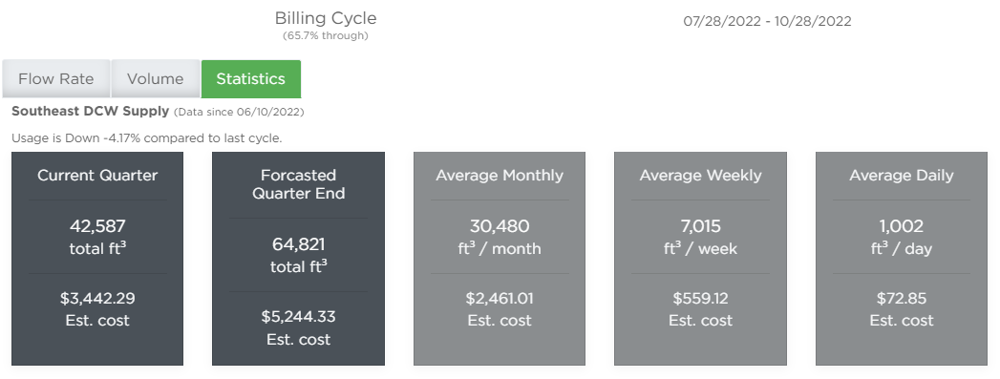 Billing Cycle
(65.7% through)
07/28/2022 - 10/28/2022
Flow Rate
Volume
Statistics
Southeast DCW Supply (Data since 06/10/2022)
Usage is Down -4.17% compared to last cycle.
Current Quarter
42,587
total ft³
$3,442.29
Est. cost
Forcasted
Quarter End
64,821
total ft³
$5,244.33
Est. cost
Average Monthly
30,480
ft³ / month
$2,461.01
Est. cost
Average Weekly
7,015
ft³ / week
$559.12
Est. cost
Average Daily
1,002
ft³ / day
$72.85
Est. cost